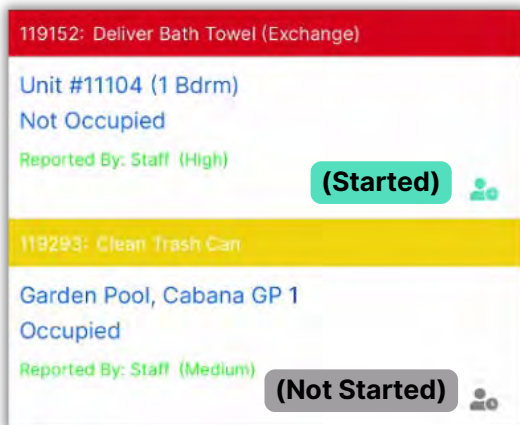 119152: Deliver Bath Towel (Exchange)
Unit #11104 (1 Bdrm)
Not Occupied
Reported By: Staff (High)
(Started)
119293: Clean Trash Can
Garden Pool, Cabana GP 1
Occupied
Reported By: Staff (Medium)
(Not Started)